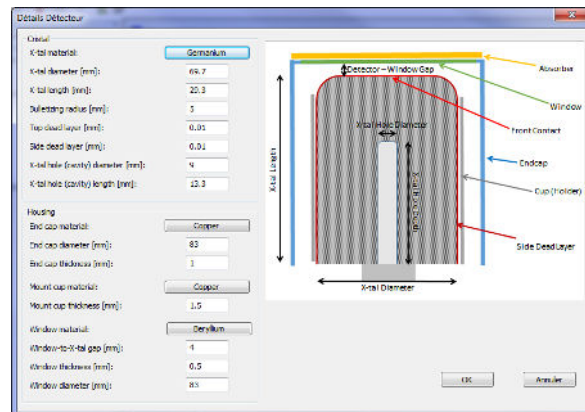 Détails Détecteur
Cristal
X-tal material: Germanium
X-tal diameter [mm]: 69.7
X-tal length [mm]: 20.3
Bulletizing radius [mm]: 5
Top dead layer [mm]: 0.01
Side dead layer [mm]: 0.01
X-tal hole (cavity) diameter [mm]: 9
X-tal hole (cavity) length [mm]: 13.3
Housing
End cap material: Copper
End cap diameter [mm]: 83
End cap thickness [mm]: 1
Mount cup material: Copper
Mount cup thickness [mm]: 1.5
Window material: Beryllium
Window-to-X-tal gap [mm]: 4
Window thickness [mm]: 0.5
Window diameter [mm]: 83
Absorber
Detector – Window Gap
Window
X-tal Hole Diameter
Front Contact
Endcap
X-tal Length
X-tal Hole Depth
Cup (Holder)
Side Dead Layer
X-tal Diameter
OK
Annuler